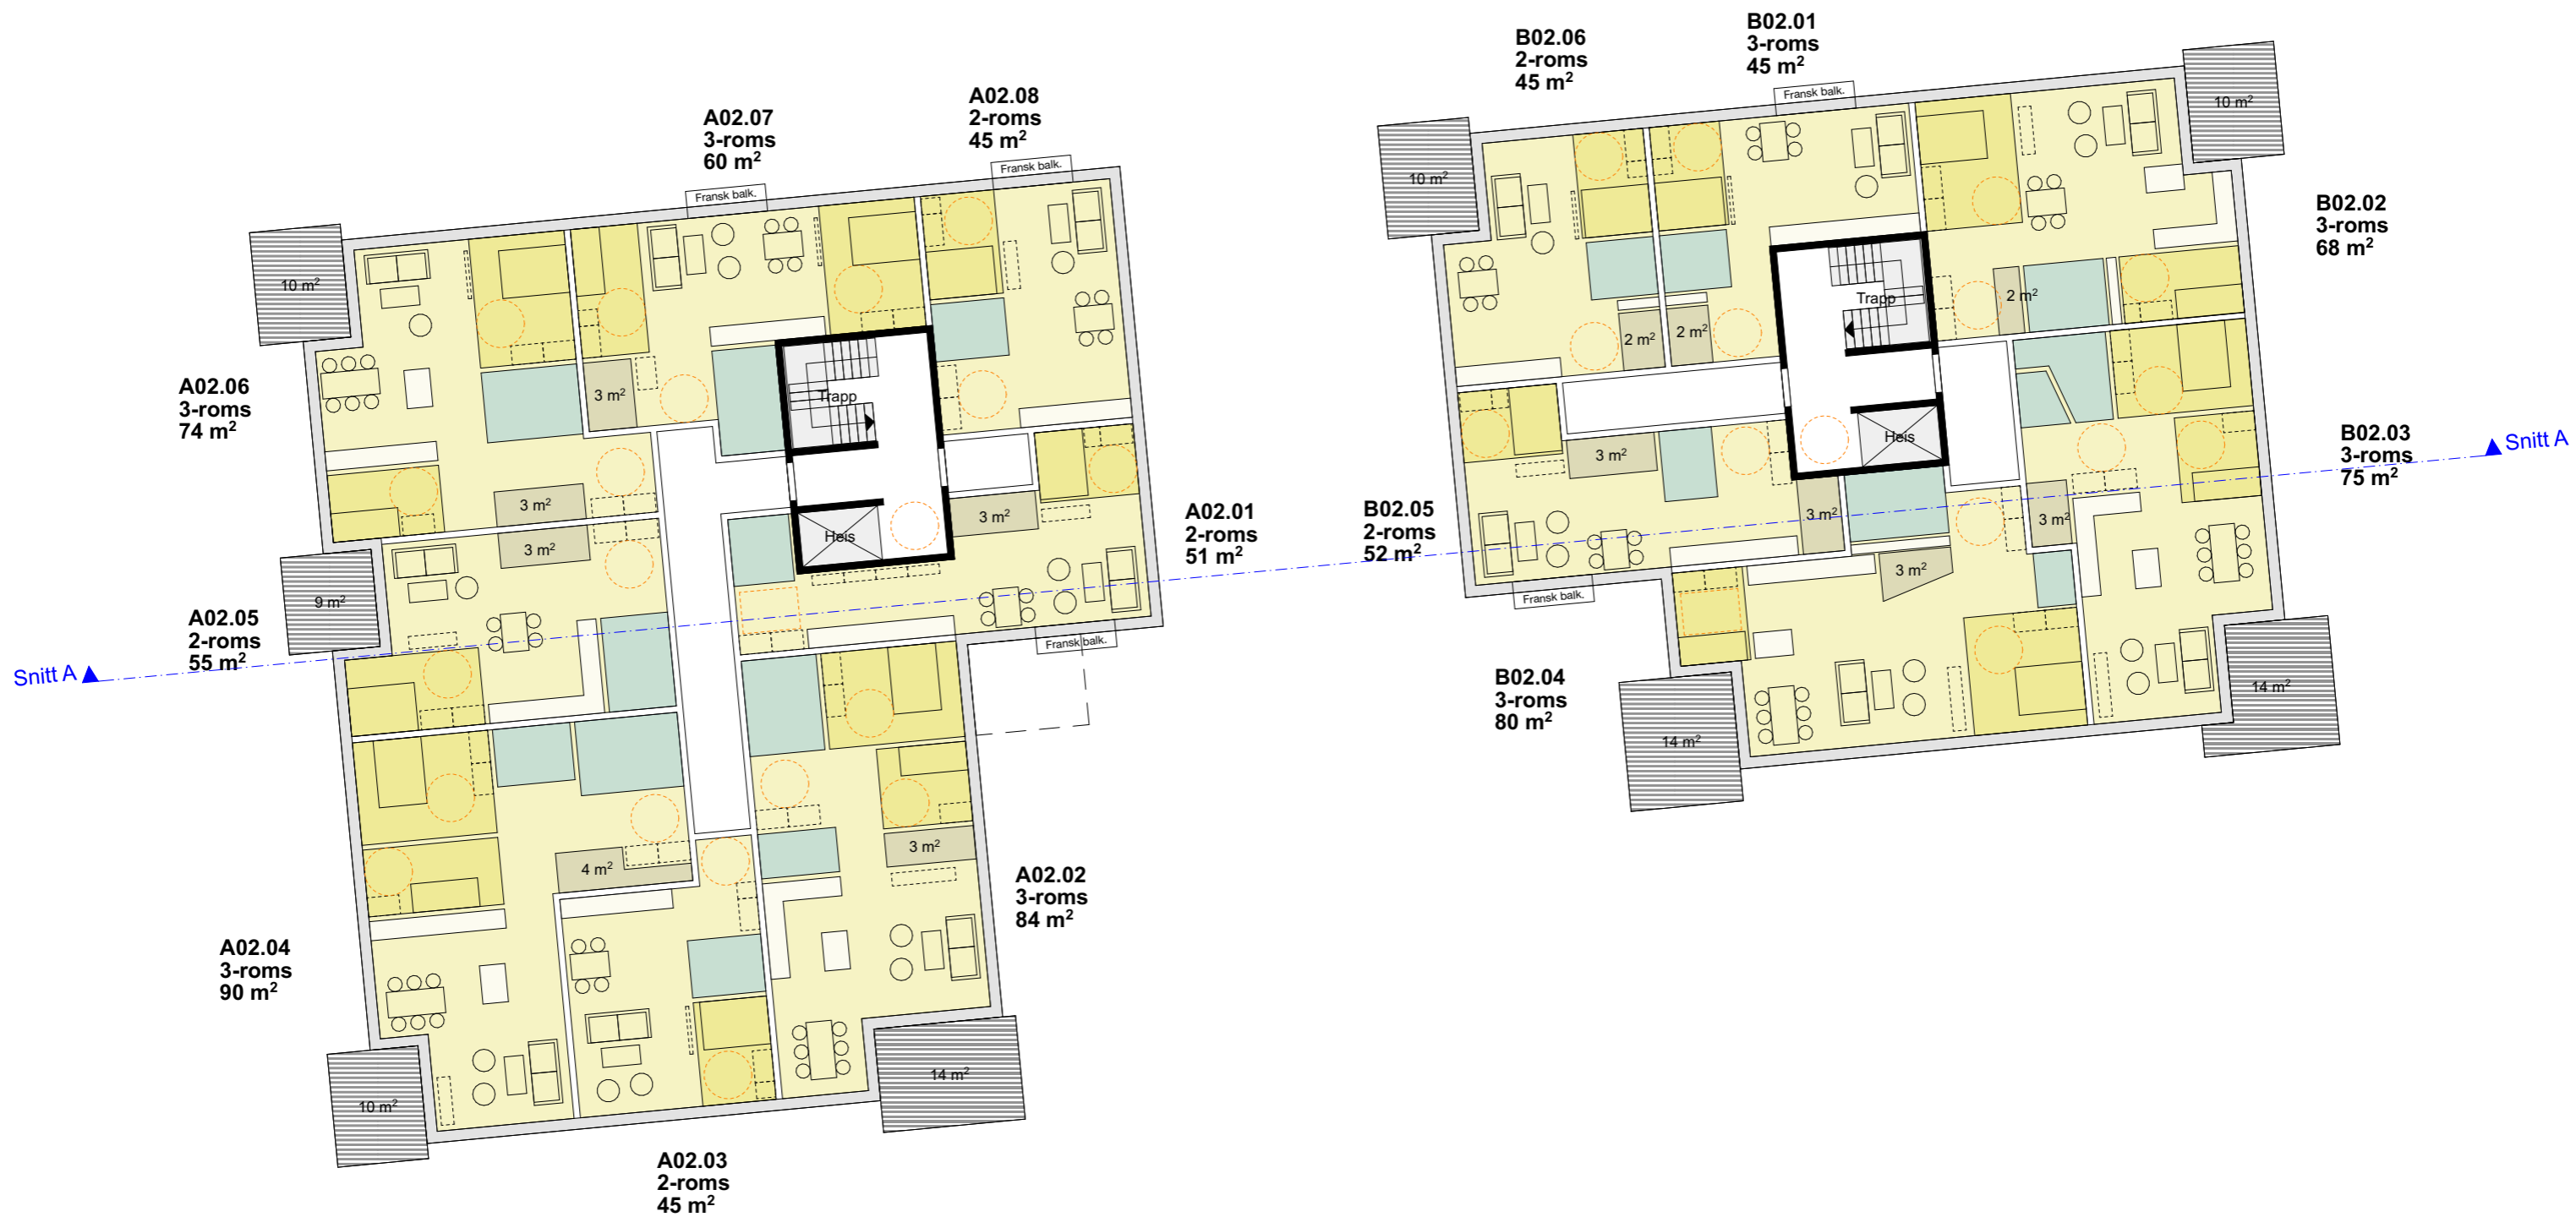 B02.01
3-roms
45 m²
B02.06
2-roms
45 m²
A02.08
2-roms
45 m²
A02.07
3-roms
60 m²
Fransk balk.
10 m²
Fransk balk.
Fransk balk.
10 m²
B02.02
3-roms
68 m²
10 m²
2 m²
Trapp
2 m²
2 m²
A02.06
3-roms
74 m²
3 m²
Trapp
Heis
B02.03
3-roms
75 m²
Snitt A
3 m²
3 m²
3 m²
A02.01
2-roms
51 m²
B02.05
2-roms
52 m²
3 m²
3 m²
3 m²
Heis
3 m²
Fransk balk.
9 m²
A02.05
2-roms
55 m²
Snitt A
Fransk balk.
B02.04
3-roms
80 m²
14 m²
14 m²
4 m²
3 m²
A02.02
3-roms
84 m²
A02.04
3-roms
90 m²
14 m²
10 m²
A02.03
2-roms
45 m²